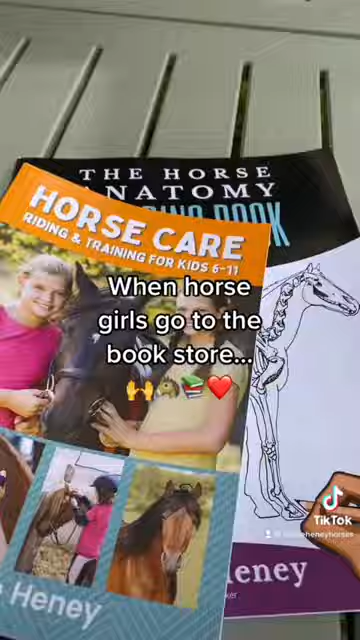 THE HORSE
ANATOMY
BOOK
HORSE CARE
RIDING & TRAINING FOR KIDS 6-11
When horse
girls go to the
book store...
🙌🐴📚❤️
TikTok
Heney
Heney